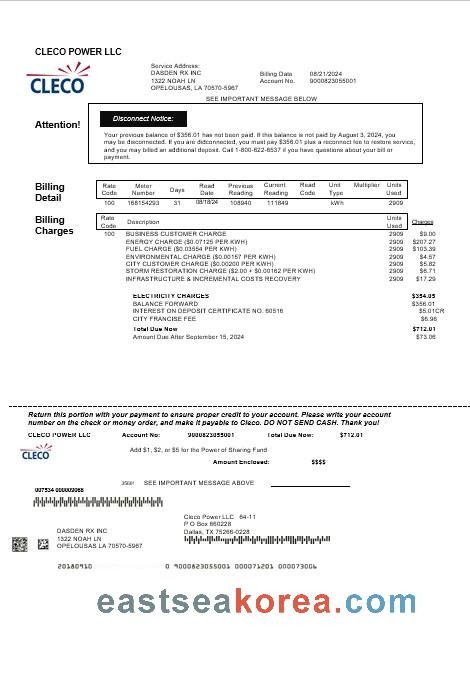 CLECO POWER LLC
CLECO
Service Address:
DASDEN RX INC
1322 NOAH LN
OPELOUSAS, LA 70570-5967
Billing Date 08/21/2024
Account No. 9000823055001
SEE IMPORTANT MESSAGE BELOW
Attention!
Disconnect Notice:
Your previous balance of $356.01 has not been paid. If this balance is not paid by August 3, 2024, you
may be disconnected. If you are didconnected, you must pay $356.01 plus a reconnect fee to restore service,
and you may billed an additional deposit. Call 1-800-622-6537 if you have questions about your bill or
payment.
Billing
Detail
Rate Code Meter Number Days Read Date Previous Reading Current Reading Read Code Unit Type Multiplier Units Used
100 168154293 31 08/18/24 108940 111849 kWh 2909
Billing
Charges
Rate Code Description Units Used Charges
100 BUSINESS CUSTOMER CHARGE 2909 $9.00
ENERGY CHARGE ($0.07125 PER KWH) 2909 $207.27
FUEL CHARGE ($0.03554 PER KWH) 2909 $103.39
ENVIRONMENTAL CHARGE ($0.00157 PER KWH) 2909 $4.57
CITY CUSTOMER CHARGE ($0.00200 PER KWH) 2909 $5.82
STORM RESTORATION CHARGE ($2.00 + $0.00162 PER KWH) 2909 $6.71
INFRASTRUCTURE & INCREMENTAL COSTS RECOVERY 2909 $17.29
ELECTRICITY CHARGES $354.05
BALANCE FORWARD $356.01
INTEREST ON DEPOSIT CERTIFICATE NO. 60516 $5.01CR
CITY FRANCISE FEE $6.96
Total Due Now $712.01
Amount Due After September 15, 2024 $73.06
Return this portion with your payment to ensure proper credit to your account. Please write your account
number on the check or money order, and make it payable to Cleco. DO NOT SEND CASH. Thank you!
CLECO POWER LLC Account No: 9000823055001 Total Due Now: $712.01
CLECO
Add $1, $2, or $5 for the Power of Sharing Fund
Amount Enclosed: $$$$
SEE IMPORTANT MESSAGE ABOVE
007534 000009068
Cleco Power LLC 64-11
P O Box 660228
Dallas, TX 75266-0228
DASDEN RX INC
1322 NOAH LN
OPELOUSAS LA 70570-5967
20180910 0 9000823055001 000071201 000073006
eastseakorea.com